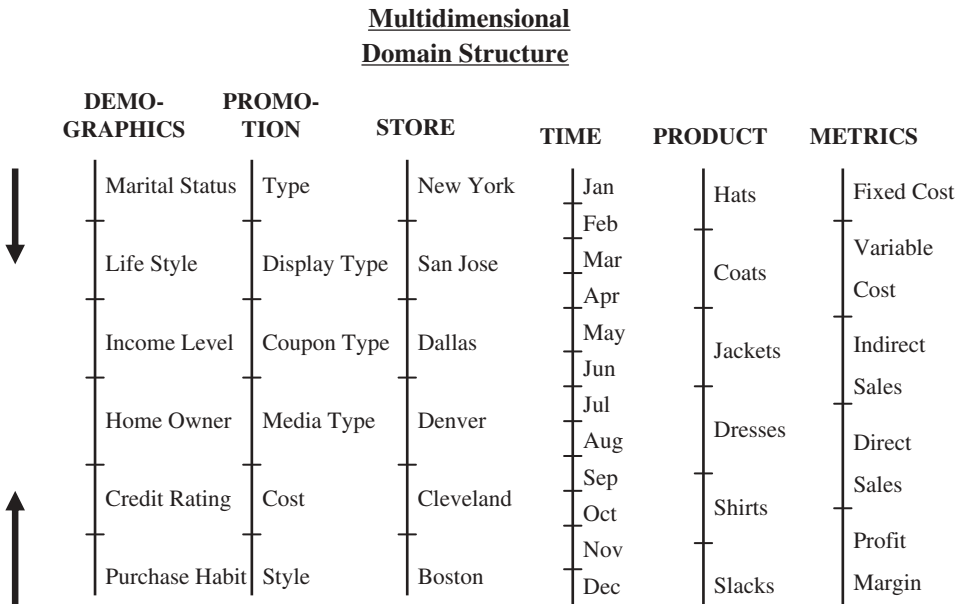 Multidimensional
Domain Structure
DEMO-
GRAPHICS
PROMO-
TION
STORE
TIME
PRODUCT
METRICS
Marital Status
Life Style
Income Level
Home Owner
Credit Rating
Purchase Habit
Type
Display Type
Coupon Type
Media Type
Cost
Style
New York
San Jose
Dallas
Denver
Cleveland
Boston
Jan
Feb
Mar
Apr
May
Jun
Jul
Aug
Sep
Oct
Nov
Dec
Hats
Coats
Jackets
Dresses
Shirts
Slacks
Fixed Cost
Variable
Cost
Indirect
Sales
Direct
Sales
Profit
Margin